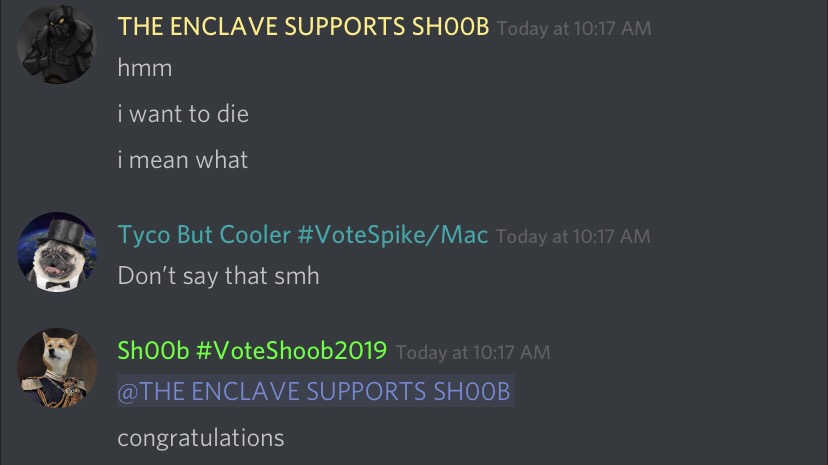 THE ENCLAVE SUPPORTS SH00B Today at 10:17 AM
hmm
i want to die
i mean what
Tyco But Cooler #VoteSpike/Mac Today at 10:17 AM
Don't say that smh
Sh00b #VoteShoob2019 Today at 10:17 AM
@THE ENCLAVE SUPPORTS SH00B
congratulations